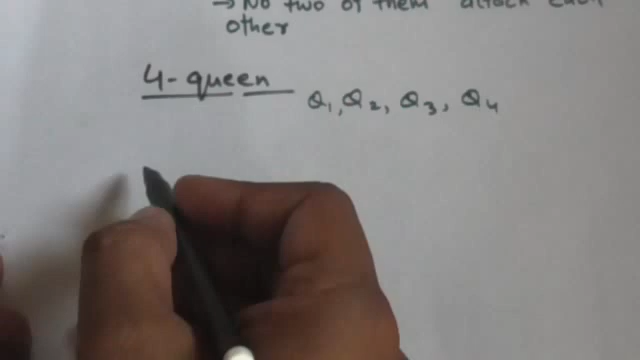 → No two of them attack each
other
4-queen
Q1, Q2, Q3, Q4